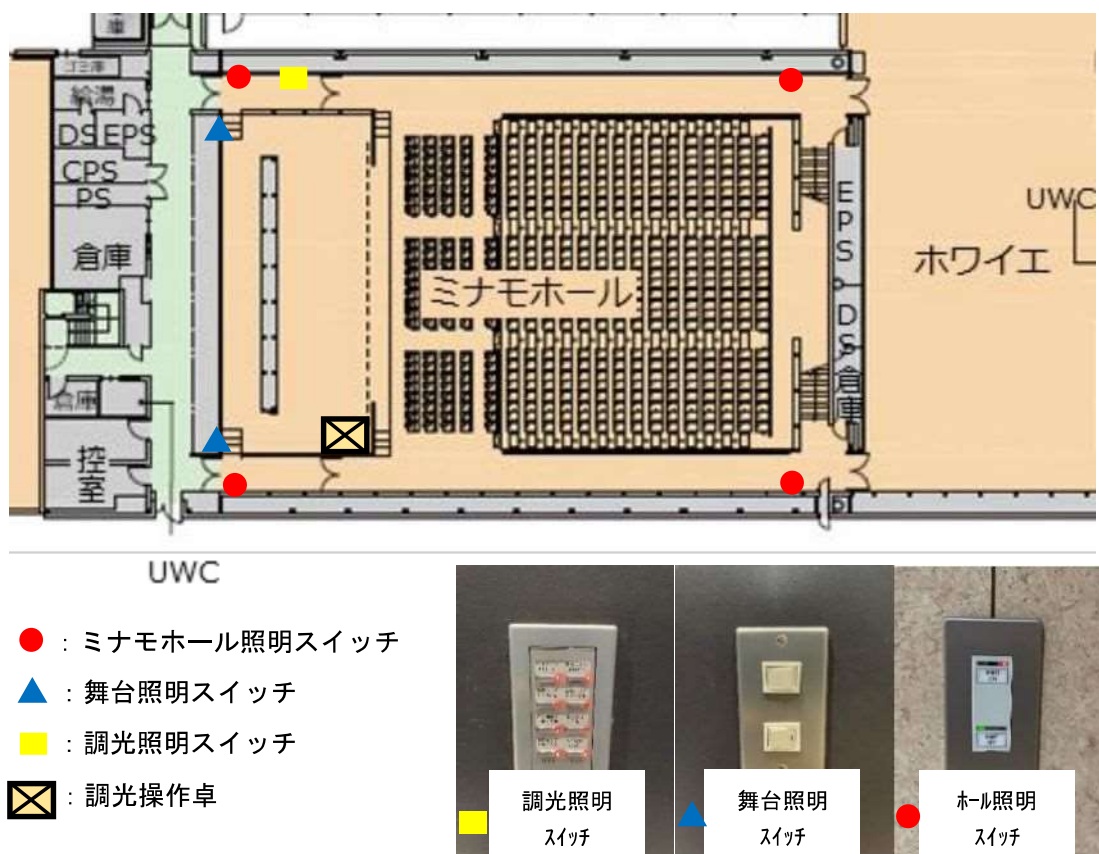 庫
ゴミ庫
給湯
DS EPS
CPS
PS
倉庫
倉庫
控室
ミナモホール
EPS
DS
倉庫
UWC
ホワイエ
UWC
: ミナモホール照明スイッチ
: 舞台照明スイッチ
: 調光照明スイッチ
: 調光操作卓
調光照明
スイッチ
舞台照明
スイッチ
ホール照明
スイッチ